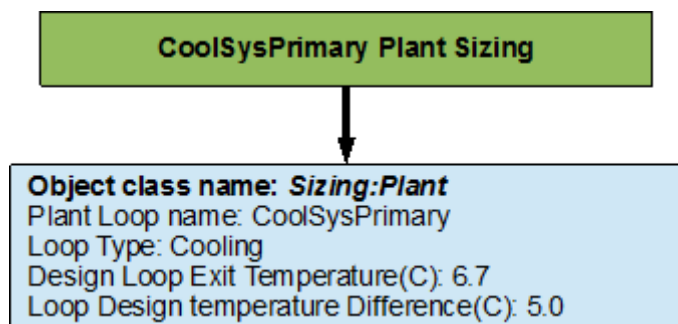 CoolSysPrimary Plant Sizing
Object class name: Sizing:Plant
Plant Loop name: CoolSysPrimary
Loop Type: Cooling
Design Loop Exit Temperature(C): 6.7
Loop Design temperature Difference(C): 5.0